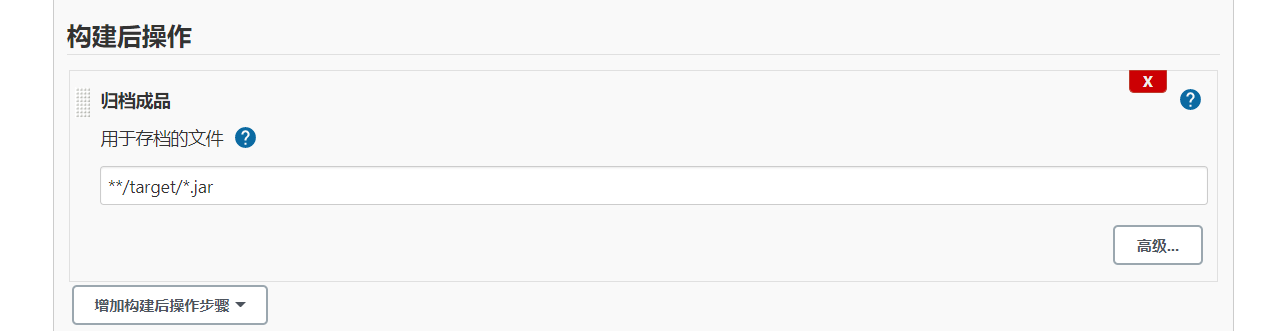 构建后操作
X
归档成品
?
用于存档的文件 ?
**/target/*.jar
高级...
增加构建后操作步骤